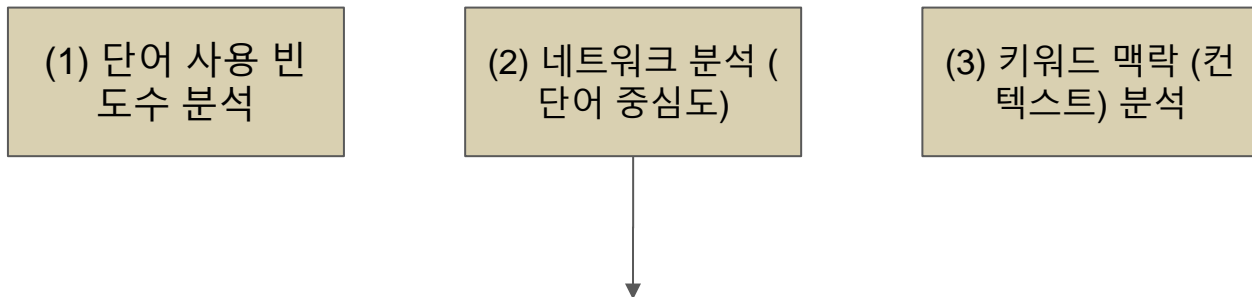 (1) 단어 사용 빈
도수 분석
(2) 네트워크 분석 (
단어 중심도)
(3) 키워드 맥락 (컨
텍스트) 분석